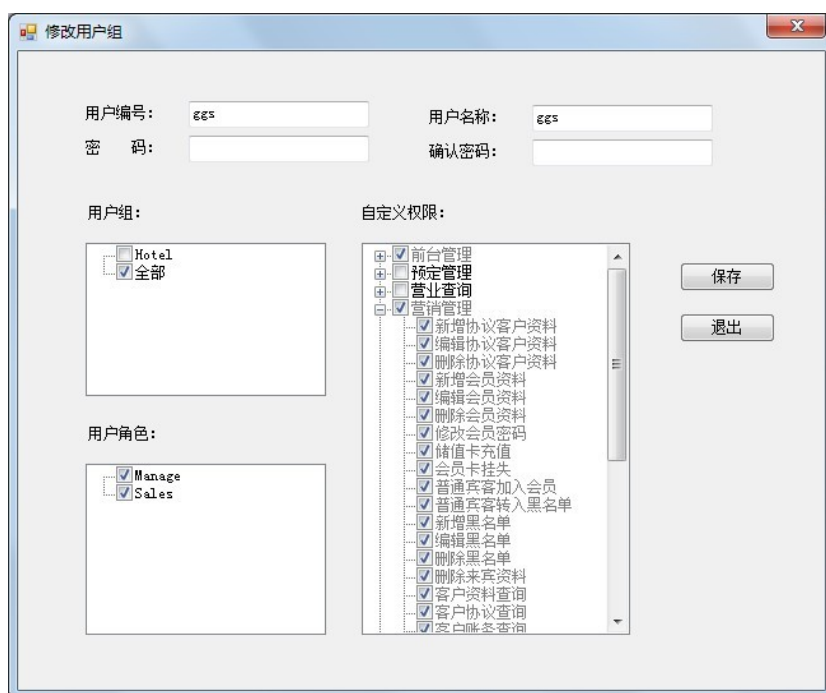 修改用户组
用户编号： ggs
用户名称： ggs
密 码：
确认密码：
用户组：
Hotel
全部
用户角色：
Manage
Sales
自定义权限：
前台管理
预定管理
营业查询
营销管理
新增协议客户资料
编辑协议客户资料
删除协议客户资料
新增会员资料
编辑会员资料
删除会员资料
修改会员密码
储值卡充值
会员卡挂失
普通宾客加入会员
普通宾客转入黑名单
新增黑名单
编辑黑名单
删除黑名单
删除来宾资料
客户资料查询
客户协议查询
客户账务查询
保存
退出